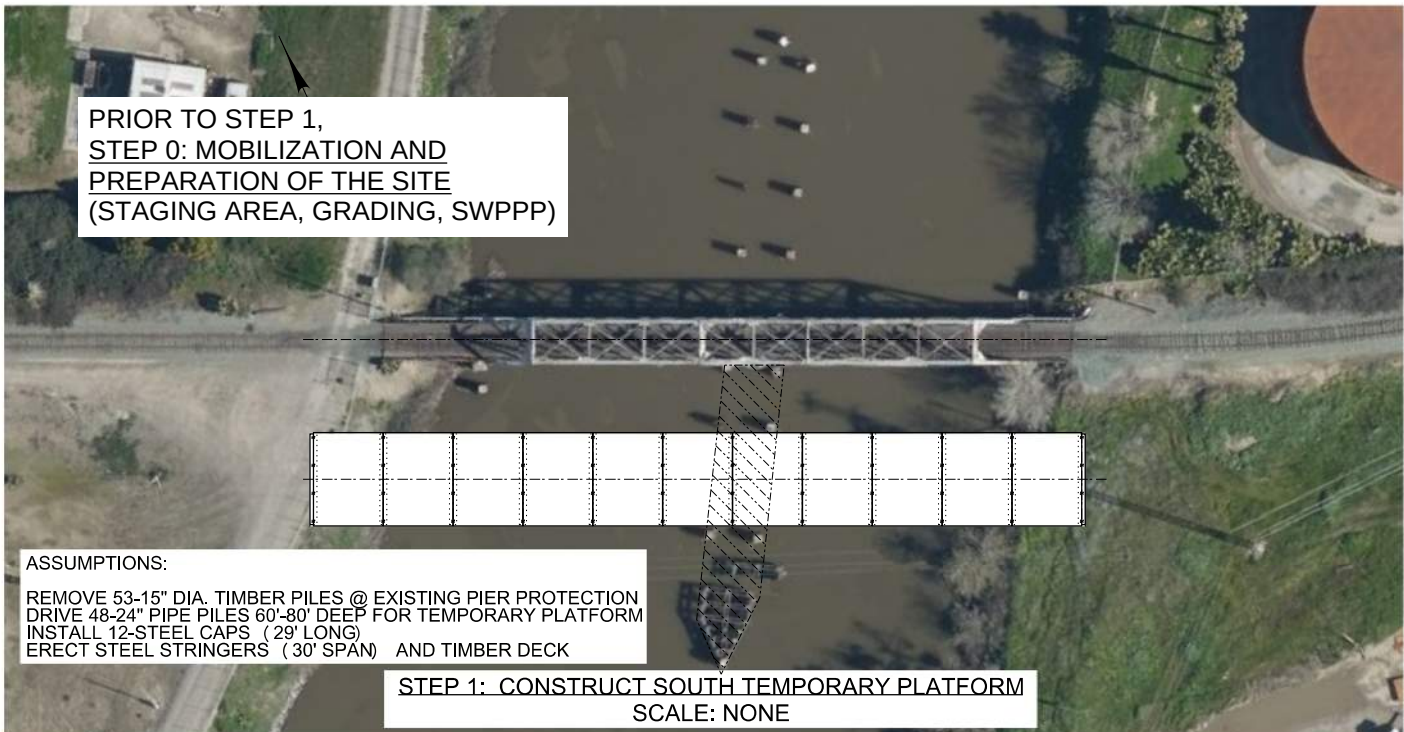 PRIOR TO STEP 1,
STEP 0: MOBILIZATION AND
PREPARATION OF THE SITE
(STAGING AREA, GRADING, SWPPP)
ASSUMPTIONS:
REMOVE 53-15" DIA. TIMBER PILES @ EXISTING PIER PROTECTION
DRIVE 48-24" PIPE PILES 60'-80' DEEP FOR TEMPORARY PLATFORM
INSTALL 12-STEEL CAPS (29' LONG)
ERECT STEEL STRINGERS (30' SPAN) AND TIMBER DECK
STEP 1: CONSTRUCT SOUTH TEMPORARY PLATFORM
SCALE: NONE